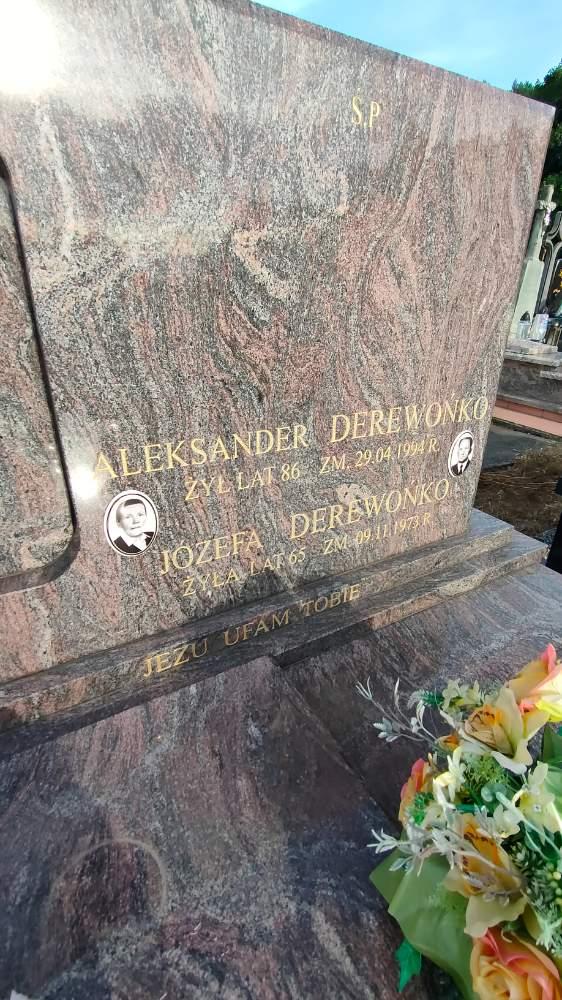 Ś.P
ALEKSANDER DEREWOŃKO
ŻYŁ LAT 86 ZM. 29.04.1994 R.
JÓZEFA DEREWOŃKO
ŻYŁA LAT 65 ZM. 09.11.1973 R.
"JEZU UFAM TOBIE"